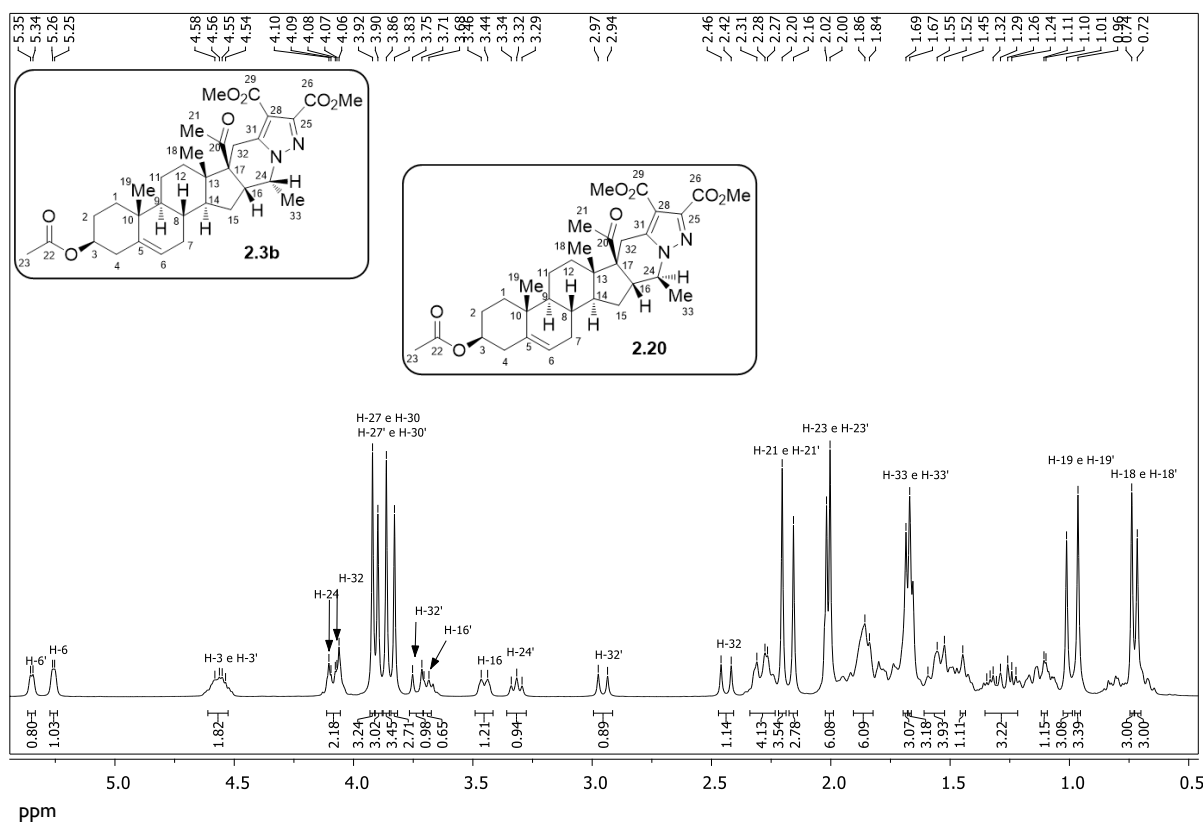 5.35 5.34 5.26 5.25 4.58 4.56 4.55 4.54 4.10 4.09 4.08 4.07 4.06 3.92 3.90 3.86 3.83 3.75 3.71 3.68 3.46 3.44 3.34 3.32 3.29 2.97 2.94 2.46 2.42 2.31 2.28 2.27 2.20 2.16 2.02 2.00 1.86 1.84 1.69 1.67 1.55 1.52 1.45 1.32 1.29 1.26 1.24 1.11 1.10 1.01 0.96 0.74 0.72
29 26
MeO₂C CO₂Me
21 28
Me O 31 25
20 32 N N
18 Me 17 24 H
19 Me 11 12 13 16 Me
1 9 14 H 33
2 10 8 15
O H H
22 O 3 5 7
23 4 6
2.3b
29 26
MeO₂C CO₂Me
21 28
Me O 31 25
20 32 N N
18 Me 17 24 H
19 Me 11 12 13 16 Me
1 9 14 H 33
2 10 8 15
O H H
22 O 3 5 7
23 4 6
2.20
H-6'
H-6
H-3 e H-3'
H-24
H-32
H-27 e H-30
H-27' e H-30'
H-32'
H-16'
H-16
H-24'
H-32'
H-32
H-21 e H-21'
H-23 e H-23'
H-33 e H-33'
H-19 e H-19'
H-18 e H-18'
0.80 1.03 1.82 2.18 3.24 3.02 3.45 2.71 0.98 0.65 1.21 0.94 0.89 1.14 4.13 3.54 2.78 6.08 6.09 3.07 3.18 3.93 1.11 3.22 1.15 3.08 3.39 3.00 3.00
5.0 4.5 4.0 3.5 3.0 2.5 2.0 1.5 1.0 0.5
ppm